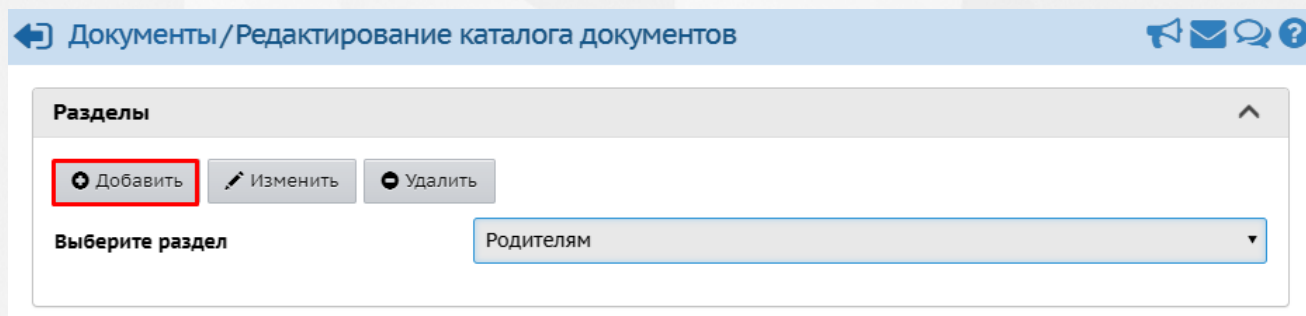 Документы/Редактирование каталога документов
Разделы
Добавить Изменить Удалить
Выберите раздел Родителям